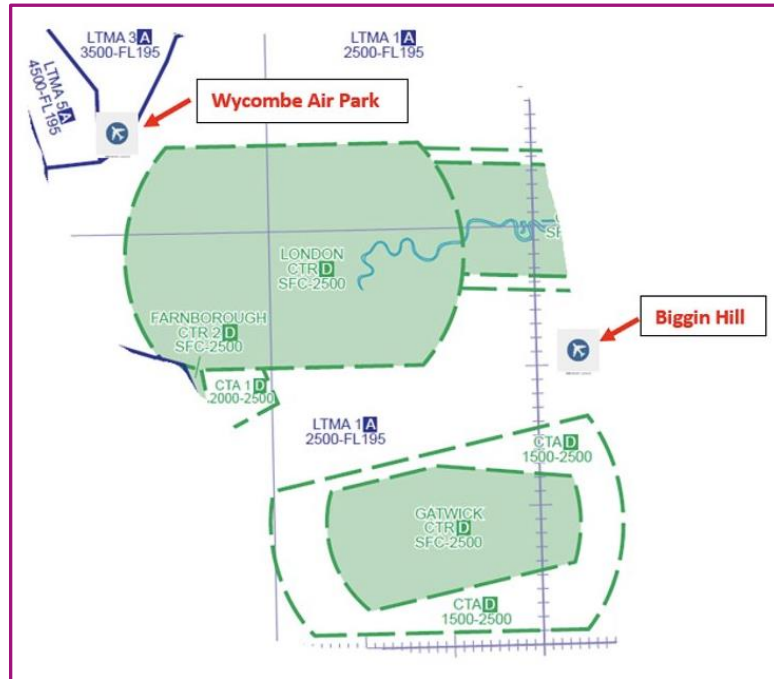 LTMA 3 A
3500-FL195
LTMA 1 A
2500-FL195
LTMA 5 A
4500-FL195
Wycombe Air Park
LONDON
CTR D
SFC-2500
FARNBOROUGH
CTR 2 D
SFC-2500
Biggin Hill
CTA 1 D
2000-2500
LTMA 1 A
2500-FL195
CTA D
1500-2500
GATWICK
CTR D
SFC-2500
CTA D
1500-2500